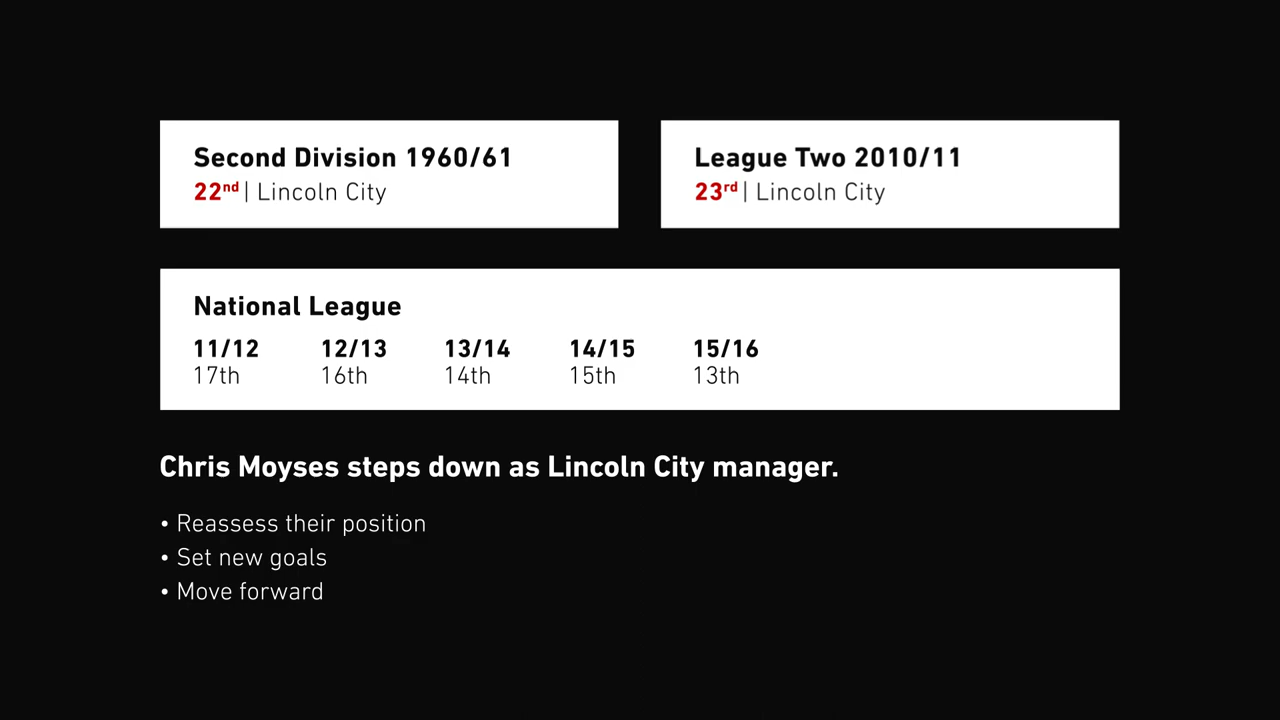 Second Division 1960/61
22nd | Lincoln City
League Two 2010/11
23rd | Lincoln City
National League
11/12 12/13 13/14 14/15 15/16
17th 16th 14th 15th 13th
Chris Moyses steps down as Lincoln City manager.
• Reassess their position
• Set new goals
• Move forward